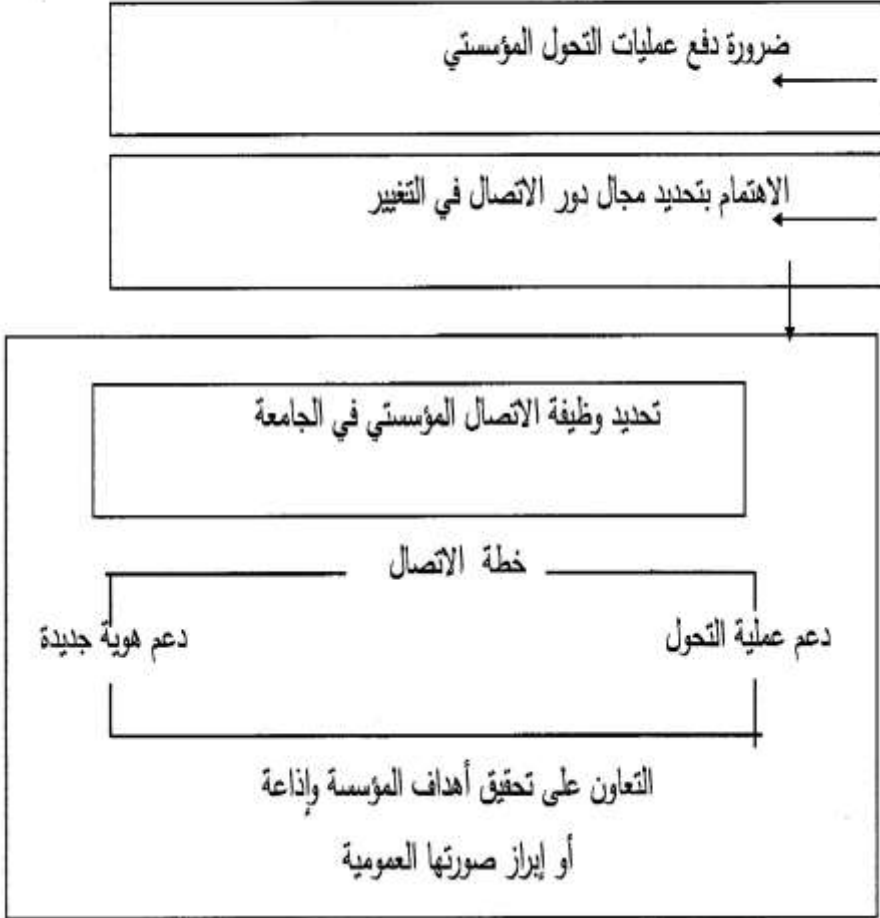 ضرورة دفع عمليات التحول المؤسستي
الاهتمام بتحديد مجال دور الاتصال في التغيير
تحديد وظيفة الاتصال المؤسستي في الجامعة
خطة الاتصال
دعم عملية التحول
دعم هوية جديدة
التعاون على تحقيق أهداف المؤسسة وإذاعة
أو إبراز صورتها العمومية